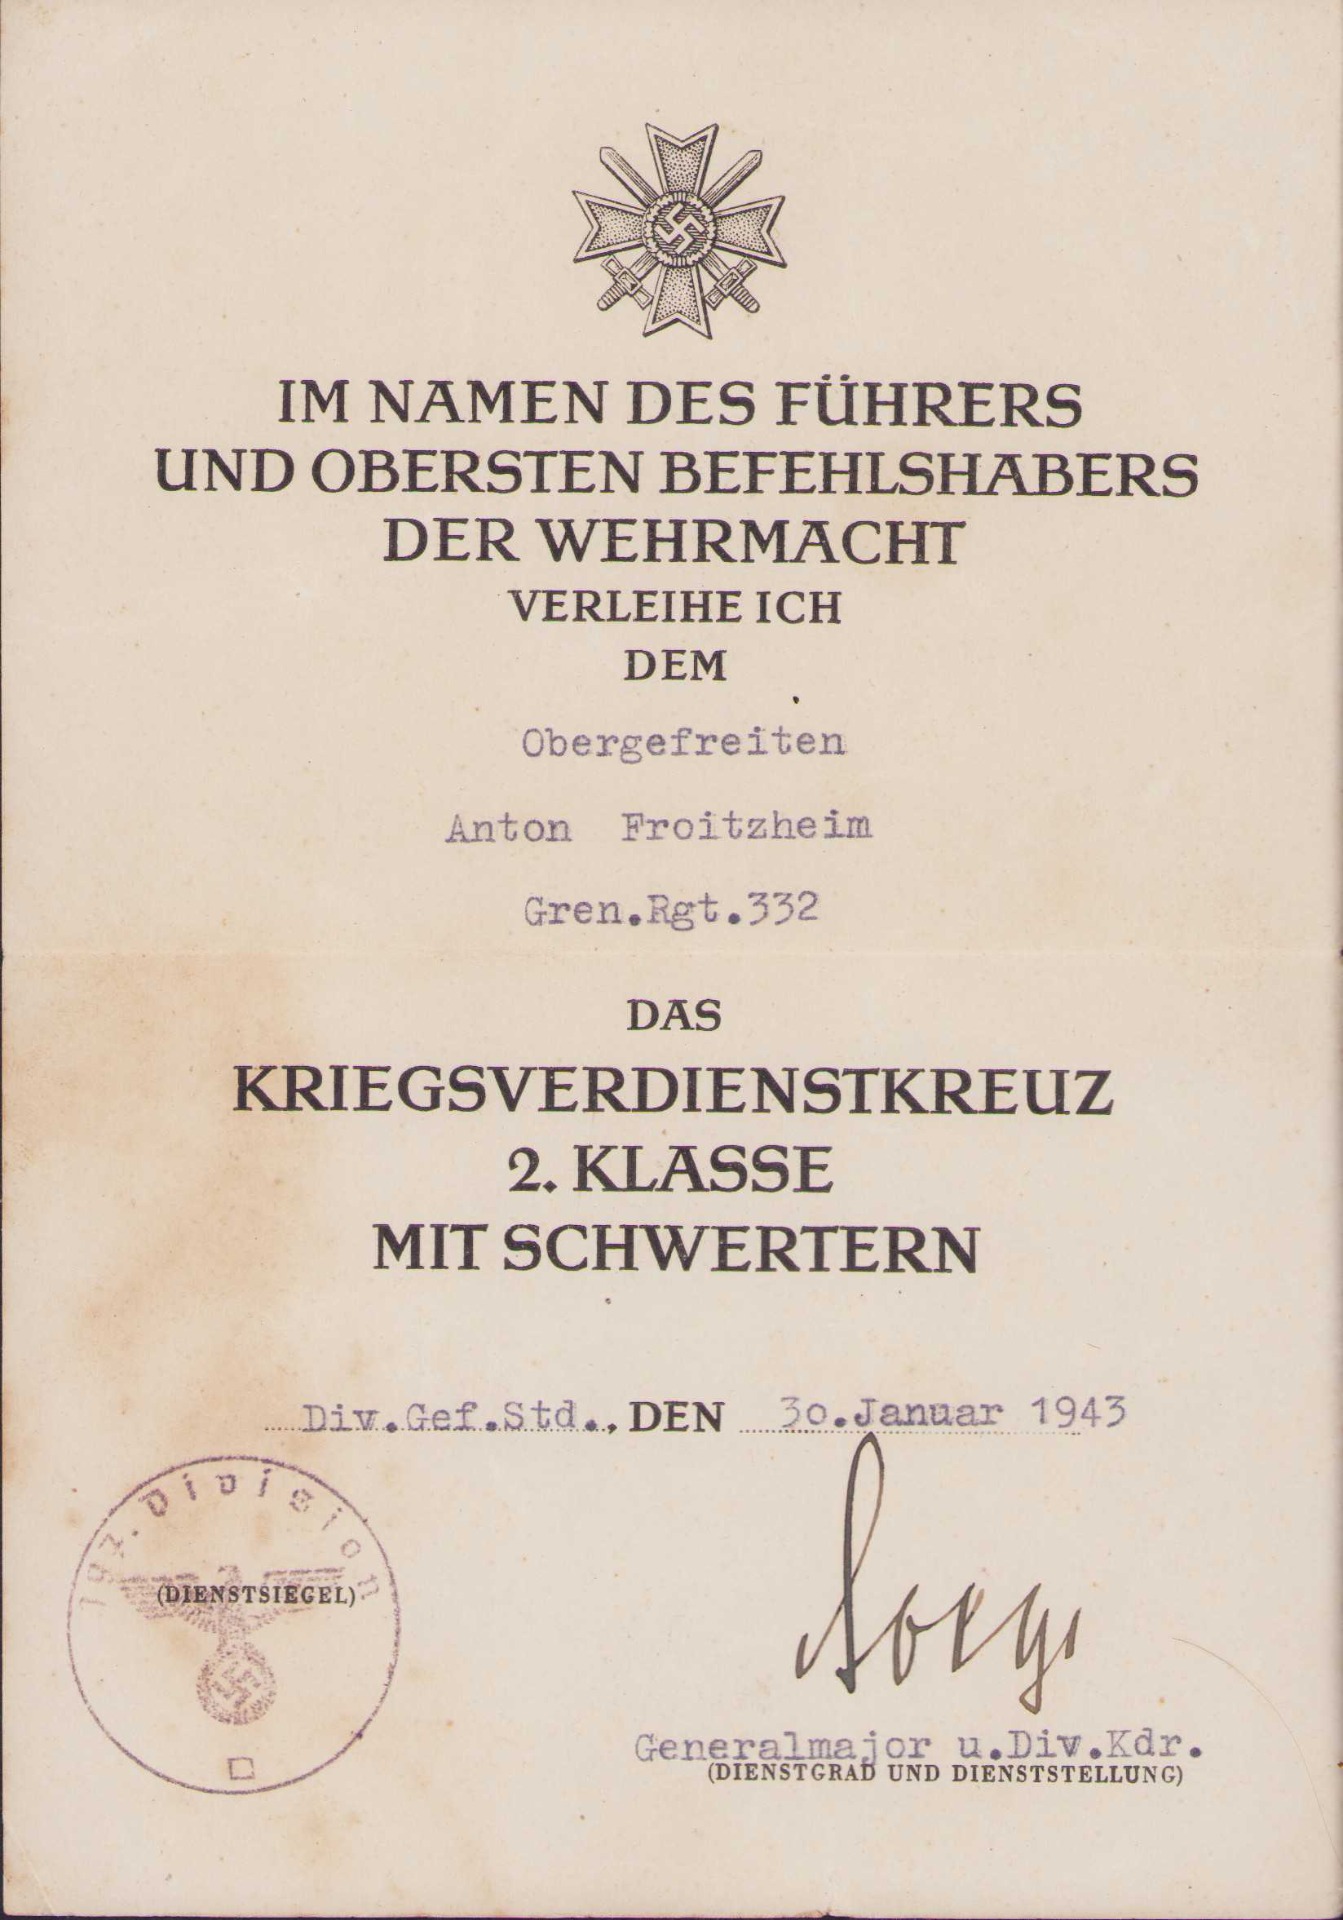 IM NAMEN DES FÜHRERS
UND OBERSTEN BEFEHLSHABERS
DER WEHRMACHT
VERLEIHE ICH
DEM
Obergefreiten
Anton Froitzheim
Gren.Rgt.332
DAS
KRIEGSVERDIENSTKREUZ
2. KLASSE
MIT SCHWERTERN
Div.Gef.Std., DEN 30.Januar 1943
197. Division
(DIENSTSIEGEL)
Generalmajor u.Div.Kdr.
(DIENSTGRAD UND DIENSTSTELLUNG)